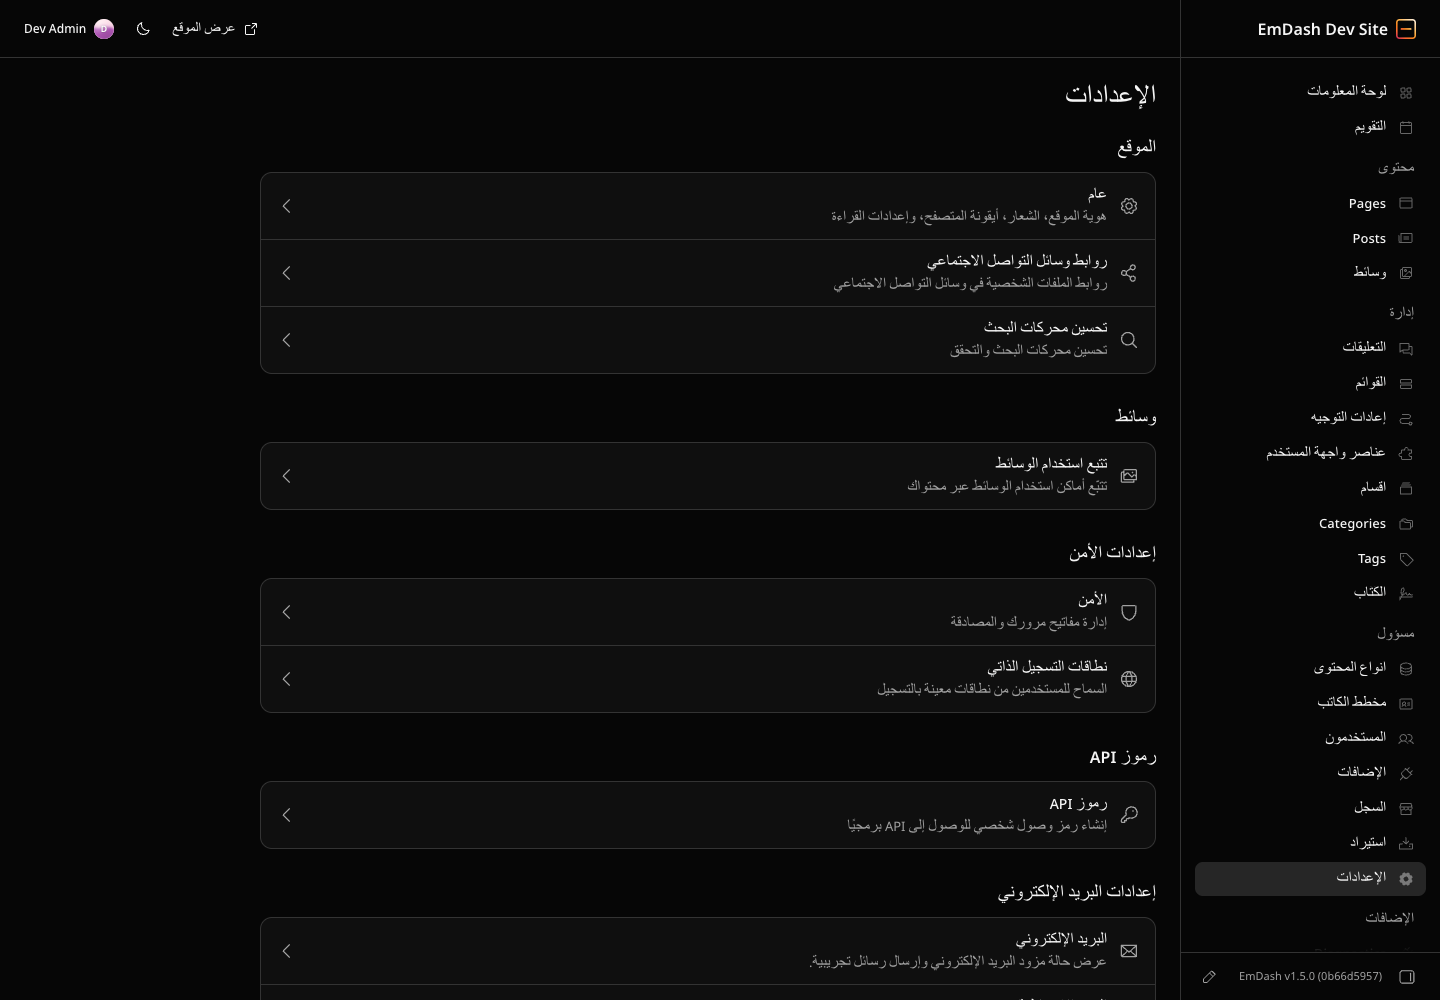 EmDash Dev Site
عرض الموقع
Dev Admin
D
لوحة المعلومات
التقويم
محتوى
Pages
Posts
وسائط
إدارة
التعليقات
القوائم
إعادات التوجيه
عناصر واجهة المستخدم
اقسام
Categories
Tags
الكتاب
مسؤول
انواع المحتوى
مخطط الكاتب
المستخدمون
الإضافات
السجل
استيراد
الإعدادات
الإضافات
EmDash v1.5.0 (0b66d5957)
الإعدادات
الموقع
عام
هوية الموقع، الشعار، أيقونة المتصفح، وإعدادات القراءة
روابط وسائل التواصل الاجتماعي
روابط الملفات الشخصية في وسائل التواصل الاجتماعي
تحسين محركات البحث
تحسين محركات البحث والتحقق
وسائط
تتبع استخدام الوسائط
تتبّع أماكن استخدام الوسائط عبر محتواك
إعدادات الأمن
الأمن
إدارة مفاتيح مرورك والمصادقة
نطاقات التسجيل الذاتي
السماح للمستخدمين من نطاقات معينة بالتسجيل
رموز API
رموز API
إنشاء رمز وصول شخصي للوصول إلى API برمجيًا
إعدادات البريد الإلكتروني
البريد الإلكتروني
عرض حالة مزود البريد الإلكتروني وإرسال رسائل تجريبية.